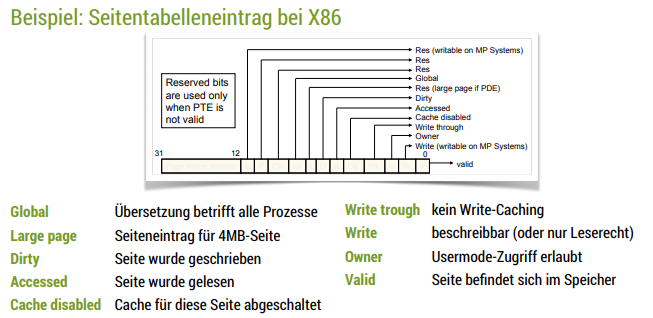 Beispiel: Seitentabelleneintrag bei X86
Reserved bits
are used only
when PTE is
not valid
Res (writable on MP Systems)
Res
Res
Global
Res (large page if PDE)
Dirty
Accessed
Cache disabled
Write through
Owner
Write (writable on MP Systems)
31 12 0
valid
Global Übersetzung betrifft alle Prozesse
Large page Seiteneintrag für 4MB-Seite
Dirty Seite wurde geschrieben
Accessed Seite wurde gelesen
Cache disabled Cache für diese Seite abgeschaltet
Write trough kein Write-Caching
Write beschreibbar (oder nur Leserecht)
Owner Usermode-Zugriff erlaubt
Valid Seite befindet sich im Speicher